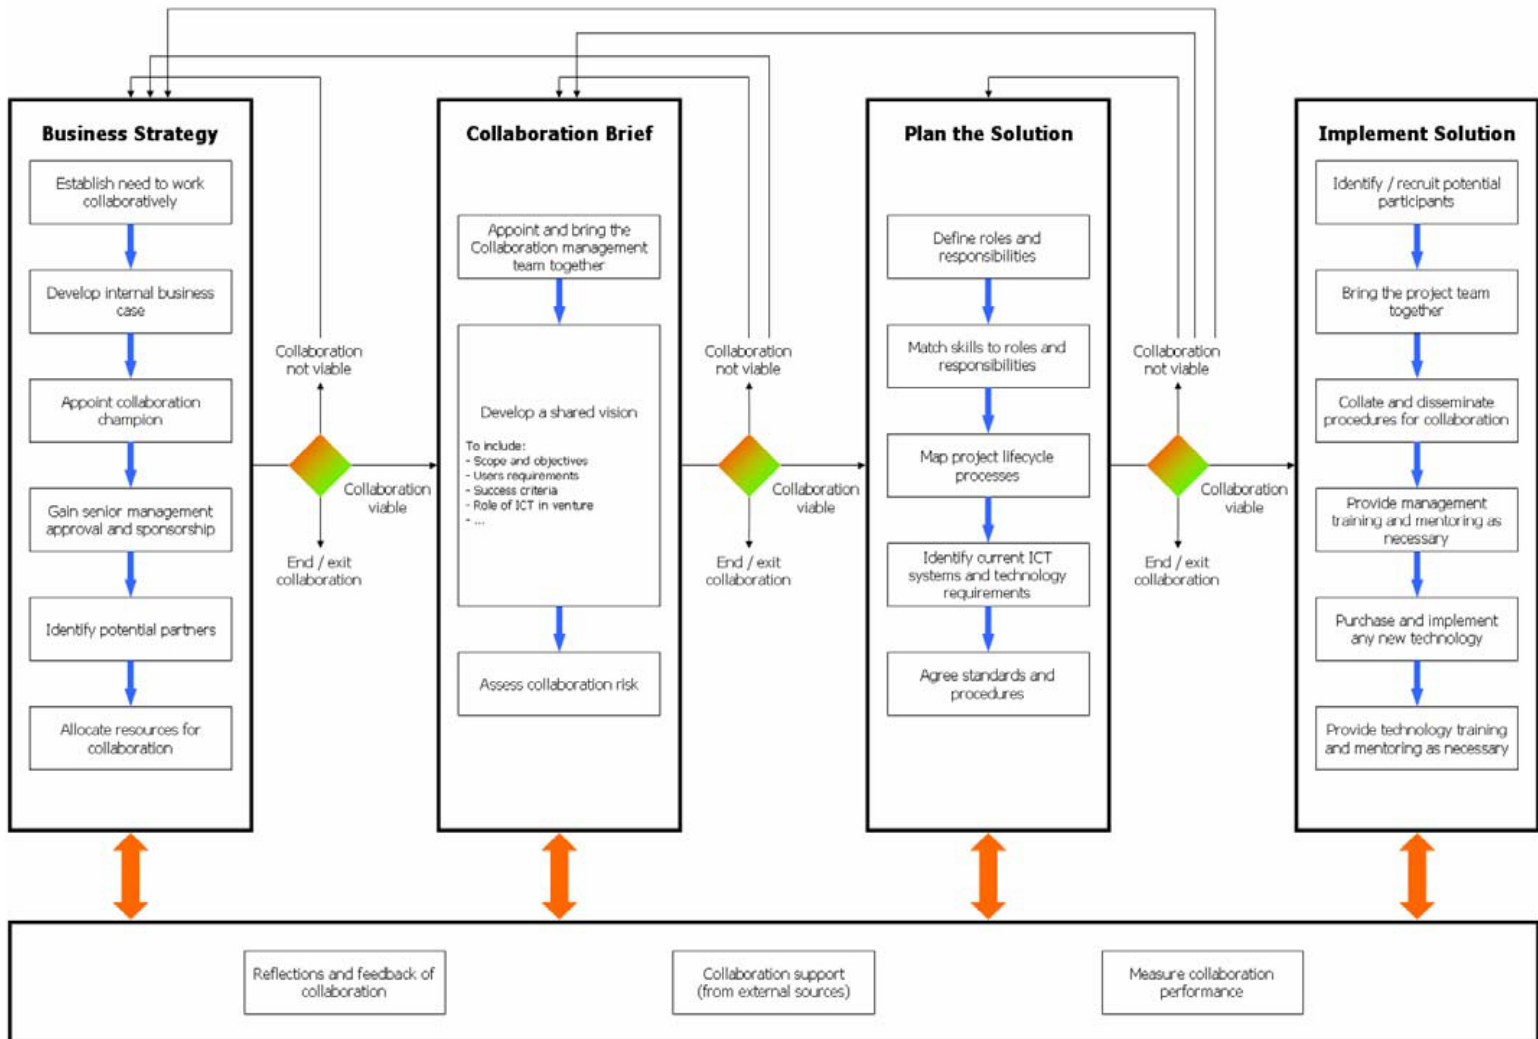 Business Strategy
Establish need to work
collaboratively
Develop internal business
case
Appoint collaboration
champion
Gain senior management
approval and sponsorship
Identify potential partners
Allocate resources for
collaboration
Collaboration
not viable
Collaboration
viable
End / exit
collaboration
Collaboration Brief
Appoint and bring the
Collaboration management
team together
Develop a shared vision
To include:
- Scope and objectives
- Users requirements
- Success criteria
- Role of ICT in venture
- ...
Assess collaboration risk
Collaboration
not viable
Collaboration
viable
End / exit
collaboration
Plan the Solution
Define roles and
responsibilities
Match skills to roles and
responsibilities
Map project lifecycle
processes
Identify current ICT
systems and technology
requirements
Agree standards and
procedures
Collaboration
not viable
Collaboration
viable
End / exit
collaboration
Implement Solution
Identify / recruit potential
participants
Bring the project team
together
Collate and disseminate
procedures for collaboration
Provide management
training and mentoring as
necessary
Purchase and implement
any new technology
Provide technology training
and mentoring as necessary
Reflections and feedback of
collaboration
Collaboration support
(from external sources)
Measure collaboration
performance